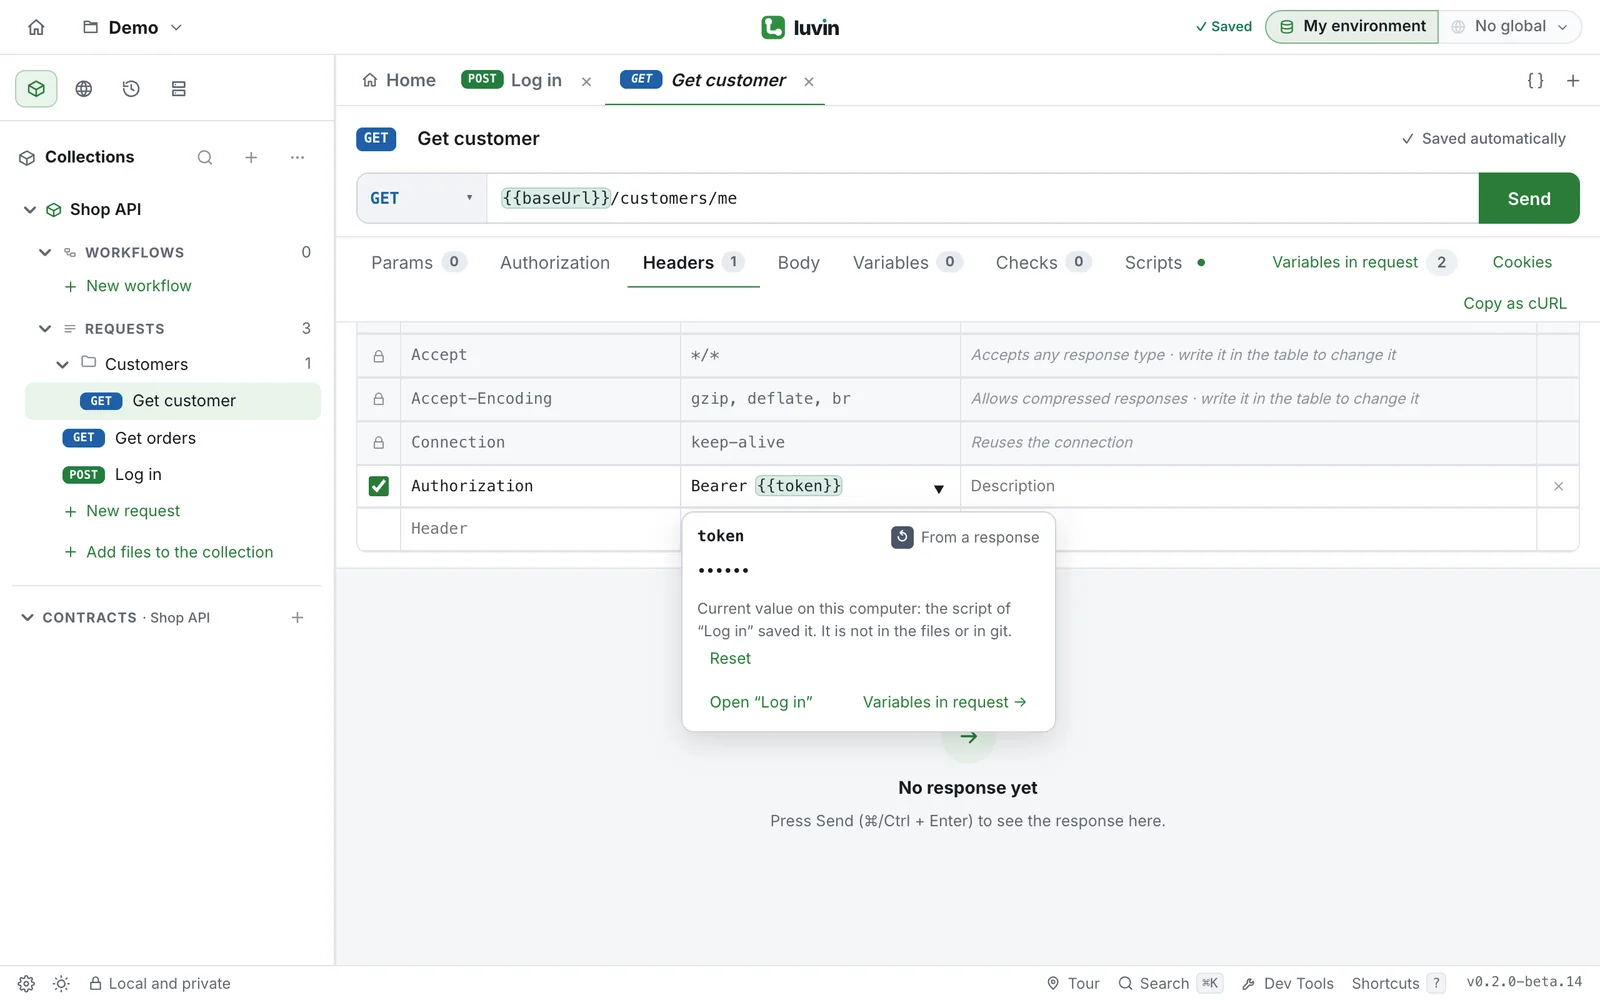 Demo
luvin
Saved
My environment
No global
Home
POST Log in
GET Get customer
{}
Collections
GET Get customer
Saved automatically
Shop API
GET
{{baseUrl}}/customers/me
Send
WORKFLOWS 0
New workflow
Params 0
Authorization
Headers 1
Body
Variables 0
Checks 0
Scripts
Variables in request 2
Cookies
Copy as cURL
REQUESTS 3
Customers 1
GET Get customer
GET Get orders
POST Log in
New request
Add files to the collection
CONTRACTS · Shop API
Accept */* Accepts any response type · write it in the table to change it
Accept-Encoding gzip, deflate, br Allows compressed responses · write it in the table to change it
Connection keep-alive Reuses the connection
Authorization Bearer {{token}} Description
Header
token
From a response
••••••
Current value on this computer: the script of
“Log in” saved it. It is not in the files or in git.
Reset
Open “Log in”
Variables in request →
No response yet
Press Send (⌘/Ctrl + Enter) to see the response here.
Local and private
Tour
Search ⌘K
Dev Tools
Shortcuts ?
v0.2.0-beta.14